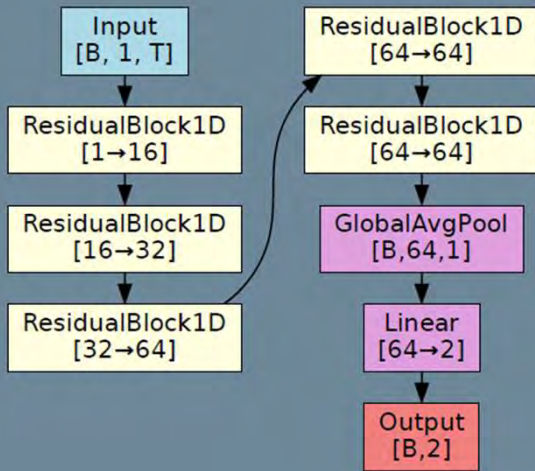 Input
[B, 1, T]
ResidualBlock1D
[1→16]
ResidualBlock1D
[16→32]
ResidualBlock1D
[32→64]
ResidualBlock1D
[64→64]
ResidualBlock1D
[64→64]
GlobalAvgPool
[B,64,1]
Linear
[64→2]
Output
[B,2]